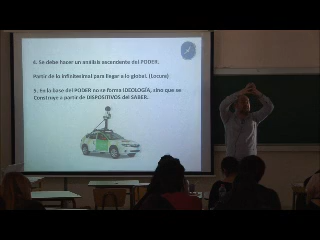 4. Se debe hacer un análisis ascendente del PODER.
Partir de lo infinitesimal para llegar a lo global. (Locura)
5. En la base del PODER no se forma IDEOLOGÍA, sino que se
Construye a partir de DISPOSITIVOS del SABER.